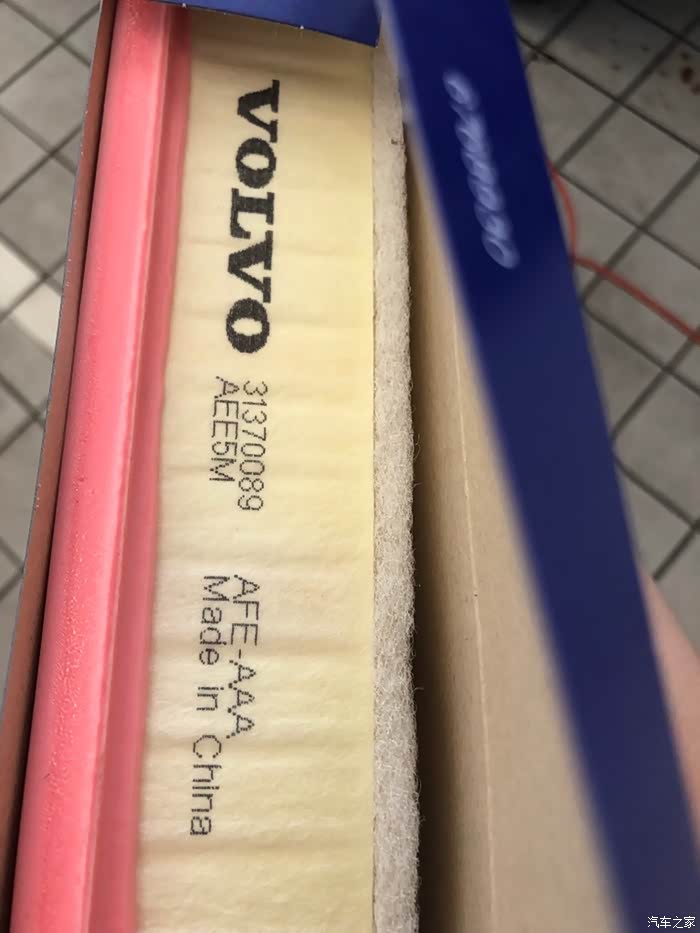 VOLVO
31370089
AEE5M
AFE-AAA
Made in China
汽车之家